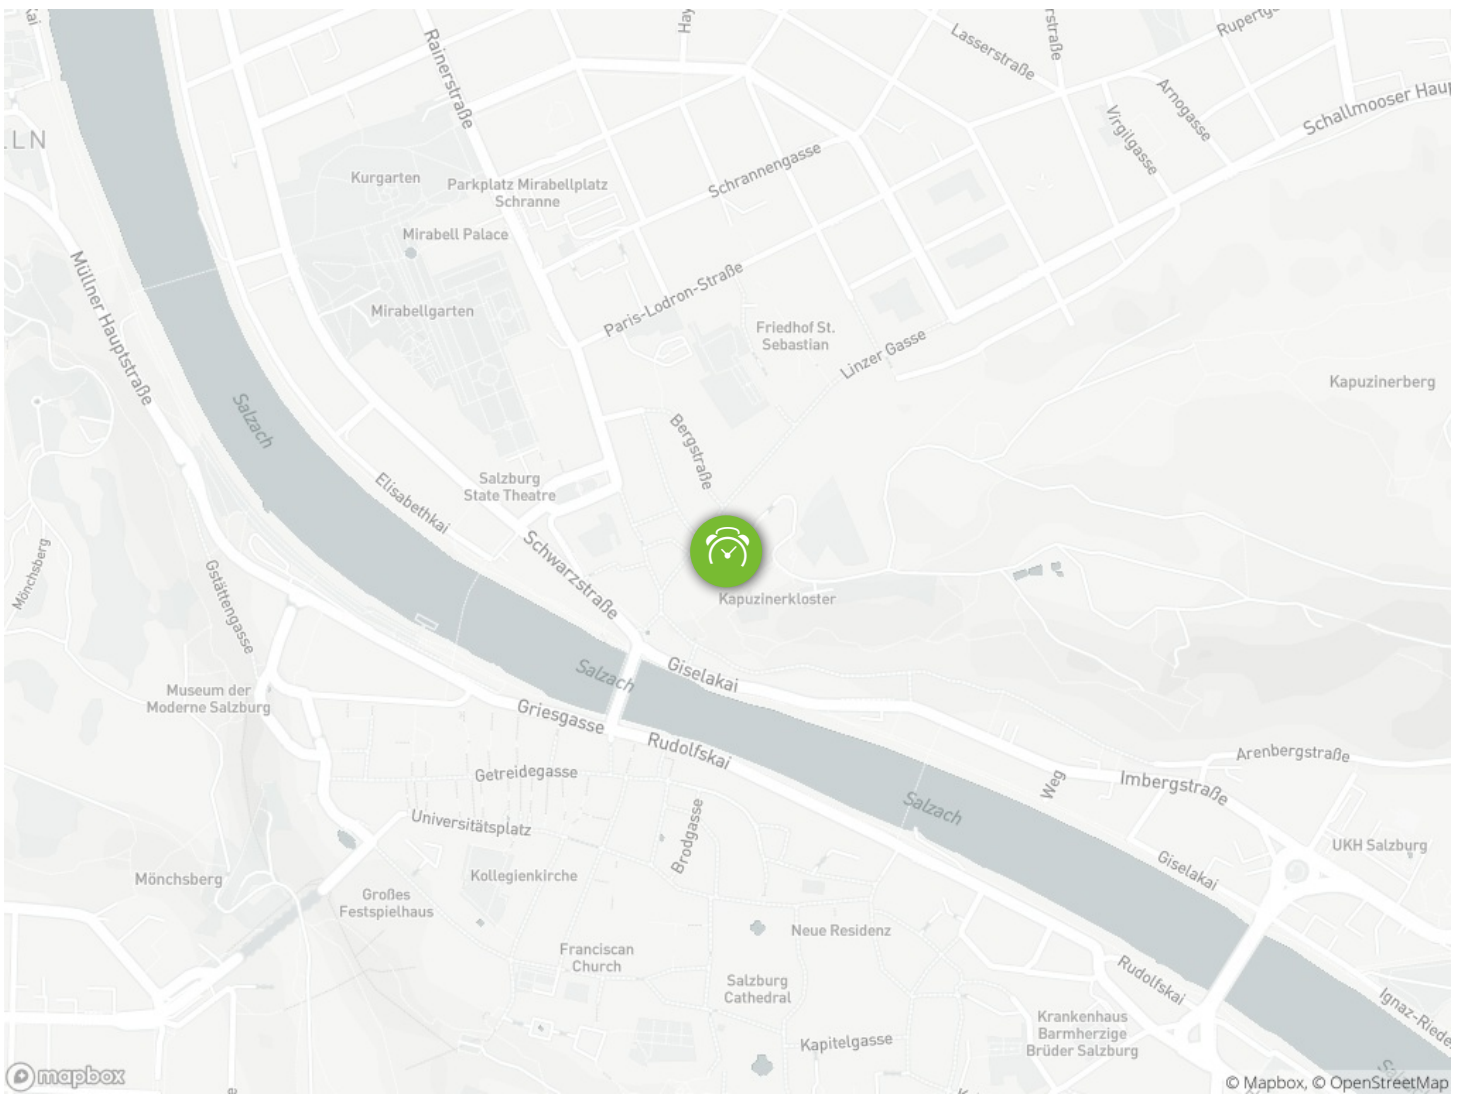 Rainerstraße
Lasserstraße
Arnogasse
Virgilgasse
Schallmooser
Schrannengasse
Kurgarten
Parkplatz Mirabellplatz
Schranne
Mirabell Palace
Müllner Hauptstraße
Mirabellgarten
Paris-Lodron-Straße
Friedhof St.
Sebastian
Linzer Gasse
Kapuzinerberg
Salzach
Bergstraße
Salzburg
State Theatre
Elisabethkai
Schwarzstraße
Mönchsberg
Gstättengasse
Kapuzinerkloster
Museum der
Moderne Salzburg
Salzach
Giselakai
Griesgasse
Rudolfskai
Getreidegasse
Arenbergstraße
Weg
Imbergstraße
Salzach
Universitätsplatz
Brodgasse
UKH Salzburg
Giselakai
Kollegienkirche
Mönchsberg
Großes
Festspielhaus
Neue Residenz
Franciscan
Church
Salzburg
Cathedral
Rudolfskai
Ignaz-Riede
Krankenhaus
Barmherzige
Brüder Salzburg
Kapitelgasse
mapbox
© Mapbox, © OpenStreetMap